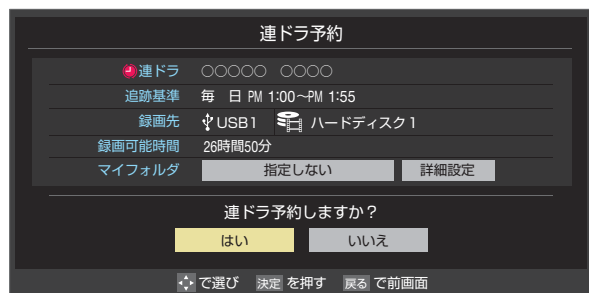 連ドラ予約
連ドラ ○○○○○ ○○○○
追跡基準 毎 日 PM 1:00～PM 1:55
録画先 USB1 ハードディスク1
録画可能時間 26時間50分
マイフォルダ 指定しない 詳細設定
連ドラ予約しますか？
はい いいえ
で選び 決定 を押す 戻る で前画面